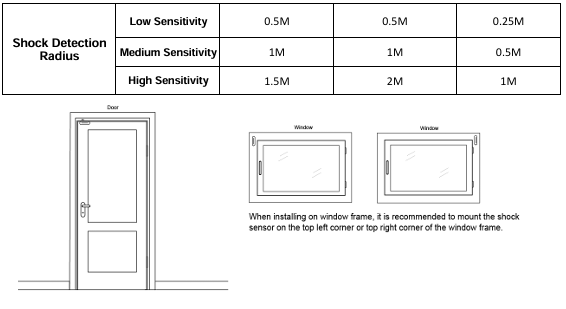 Shock Detection
Radius
Low Sensitivity 0.5M 0.5M 0.25M
Medium Sensitivity 1M 1M 0.5M
High Sensitivity 1.5M 2M 1M
Door
Window Window
When installing on window frame, it is recommended to mount the shock
sensor on the top left corner or top right corner of the window frame.